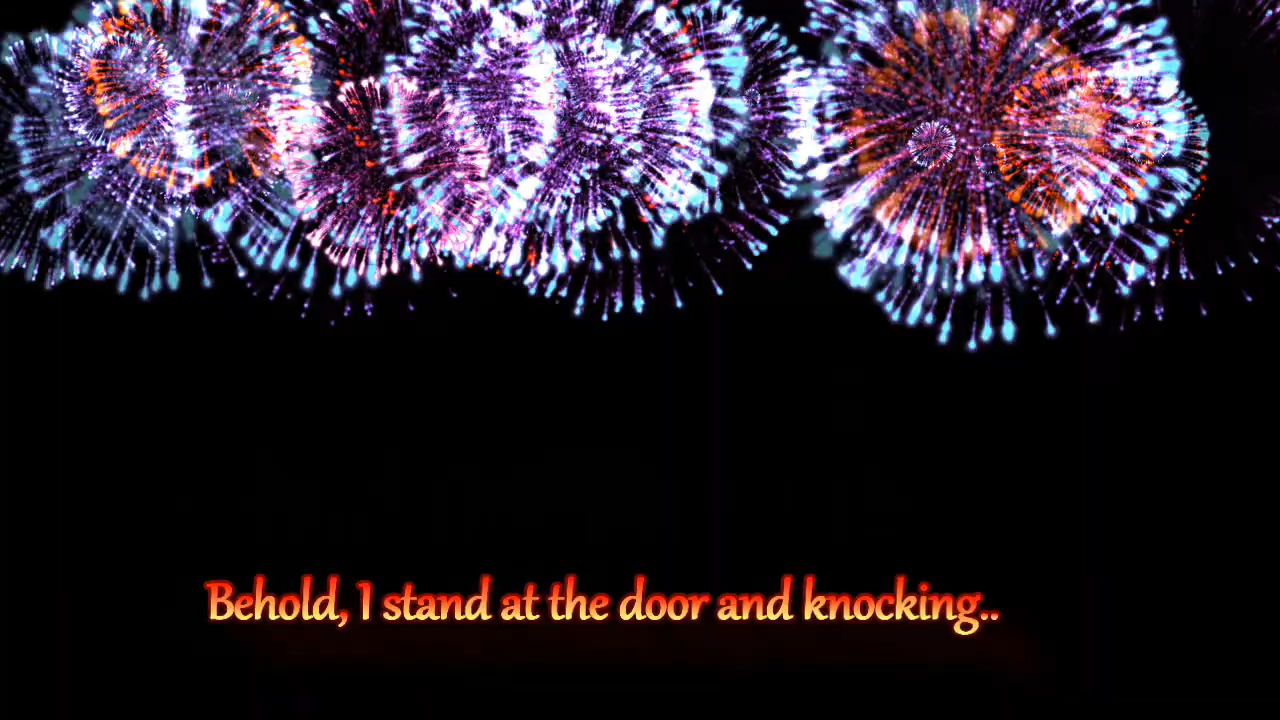 Behold, I stand at the door and knocking..